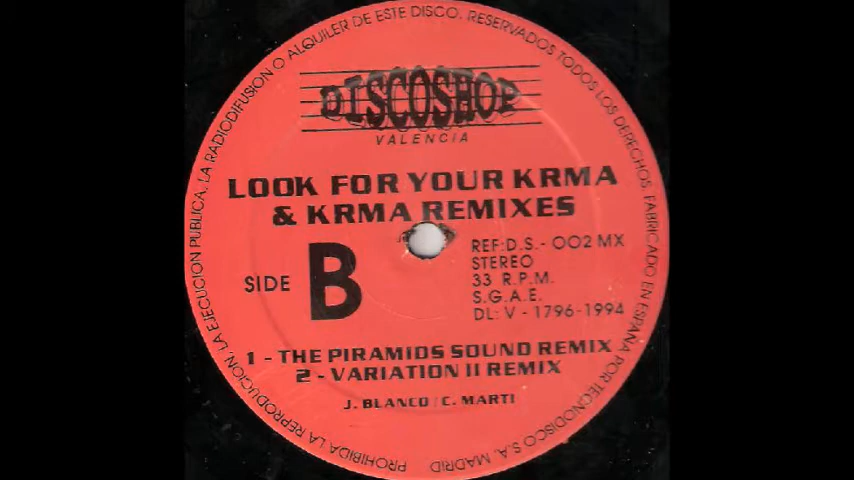 PROHIBIDA LA REPRODUCCION, LA EJECUCION PUBLICA, LA RADIODIFUSION O ALQUILER DE ESTE DISCO. RESERVADOS TODOS LOS DERECHOS. FABRICADO EN ESPAÑA POR TECNODISCO S.A. MADRID
DISCOSHOP
VALENCIA
LOOK FOR YOUR KRMA
& KRMA REMIXES
SIDE B
REF:D.S.- 002 MX
STEREO
33 R.P.M.
S.G.A.E.
DL: V - 1796-1994
1 - THE PIRAMIDS SOUND REMIX
2 - VARIATION II REMIX
J. BLANCO / C. MARTI